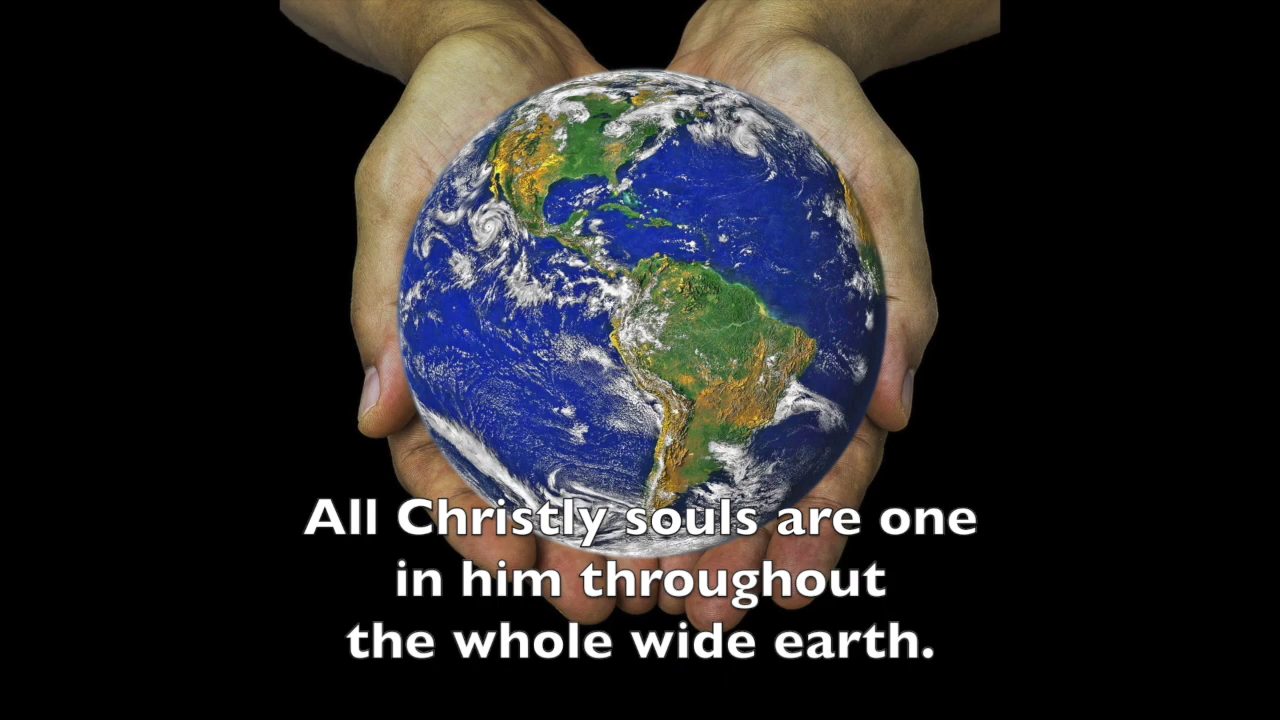 All Christly souls are one
in him throughout
the whole wide earth.